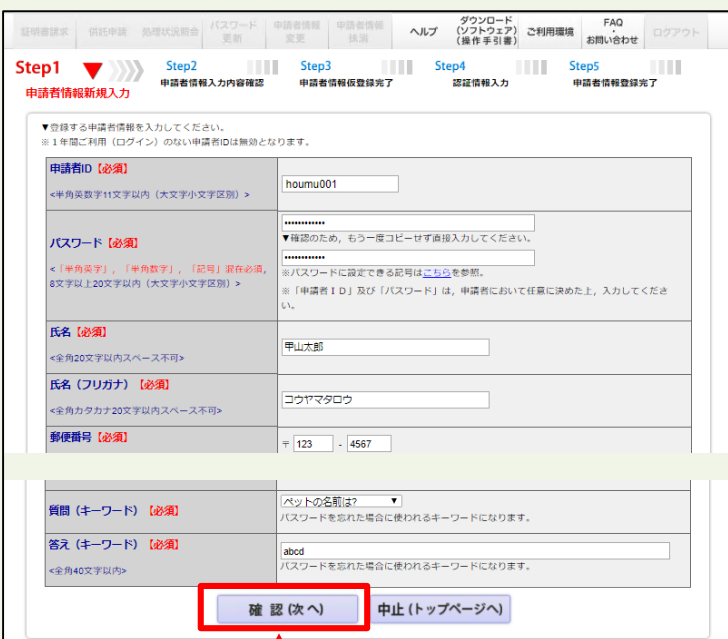 証明書請求 供託申請 処理状況照会 パスワード更新 申請者情報変更 申請者情報抹消 ヘルプ ダウンロード(ソフトウェア)(操作手引書) ご利用環境 FAQ・お問い合わせ ログアウト
Step1 Step2 Step3 Step4 Step5
申請者情報新規入力 申請者情報入力内容確認 申請者情報仮登録完了 認証情報入力 申請者情報登録完了
▼登録する申請者情報を入力してください。
※１年間ご利用（ログイン）のない申請者IDは無効となります。
申請者ID【必須】
<半角英数字11文字以内（大文字小文字区別）>
houmu001
パスワード【必須】
<「半角英字」，「半角数字」，「記号」混在必須，
8文字以上20文字以内（大文字小文字区別）>
••••••••••••
▼確認のため，もう一度コピーせず直接入力してください。
••••••••••••
※パスワードに設定できる記号はこちらを参照。
※「申請者ＩＤ」及び「パスワード」は，申請者において任意に決めた上，入力してくださ
い。
氏名【必須】
<全角20文字以内スペース不可>
甲山太郎
氏名（フリガナ）【必須】
<全角カタカナ20文字以内スペース不可>
コウヤマタロウ
郵便番号【必須】
〒 123 - 4567
質問（キーワード）【必須】
ペットの名前は? ▼
パスワードを忘れた場合に使われるキーワードになります。
答え（キーワード）【必須】
<全角40文字以内>
abcd
パスワードを忘れた場合に使われるキーワードになります。
確 認 (次 へ) 中止 (トップページへ)